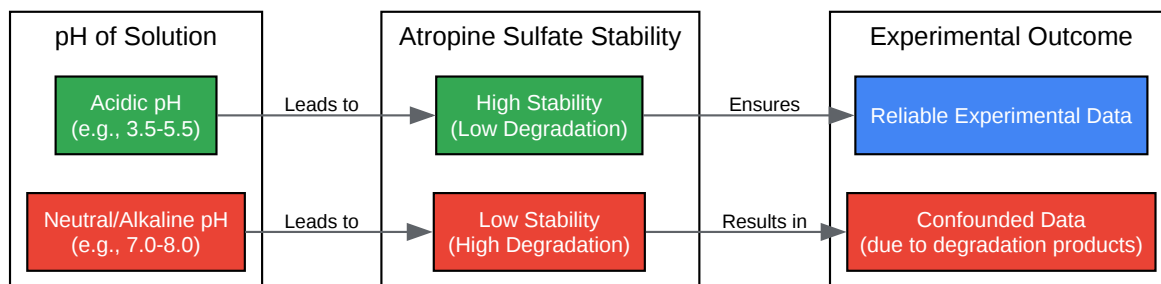 pH of Solution
Atropine Sulfate Stability
Experimental Outcome
Acidic pH
(e.g., 3.5-5.5)
Leads to
High Stability
(Low Degradation)
Ensures
Reliable Experimental Data
Neutral/Alkaline pH
(e.g., 7.0-8.0)
Leads to
Low Stability
(High Degradation)
Results in
Confounded Data
(due to degradation products)